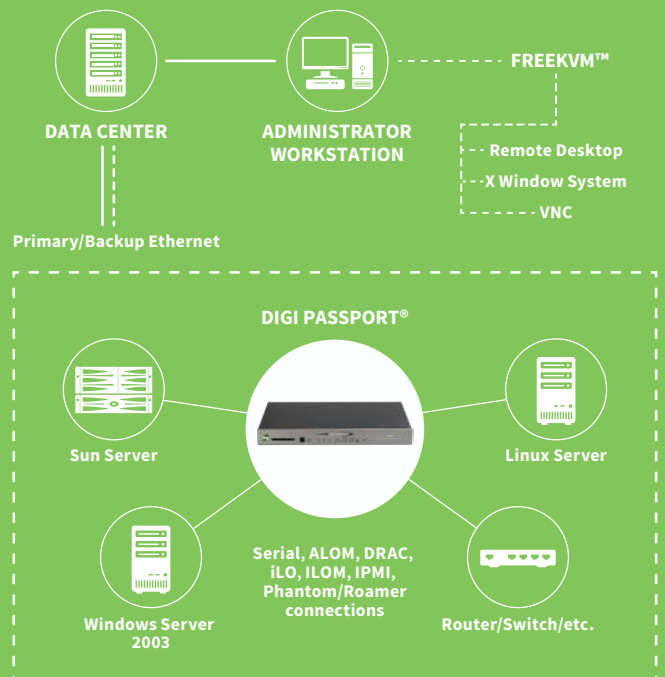 DATA CENTER
ADMINISTRATOR
WORKSTATION
FREEKVM™
Remote Desktop
X Window System
VNC
Primary/Backup Ethernet
DIGI PASSPORT®
Sun Server
Linux Server
Serial, ALOM, DRAC,
iLO, ILOM, IPMI,
Phantom/Roamer
connections
Windows Server
2003
Router/Switch/etc.